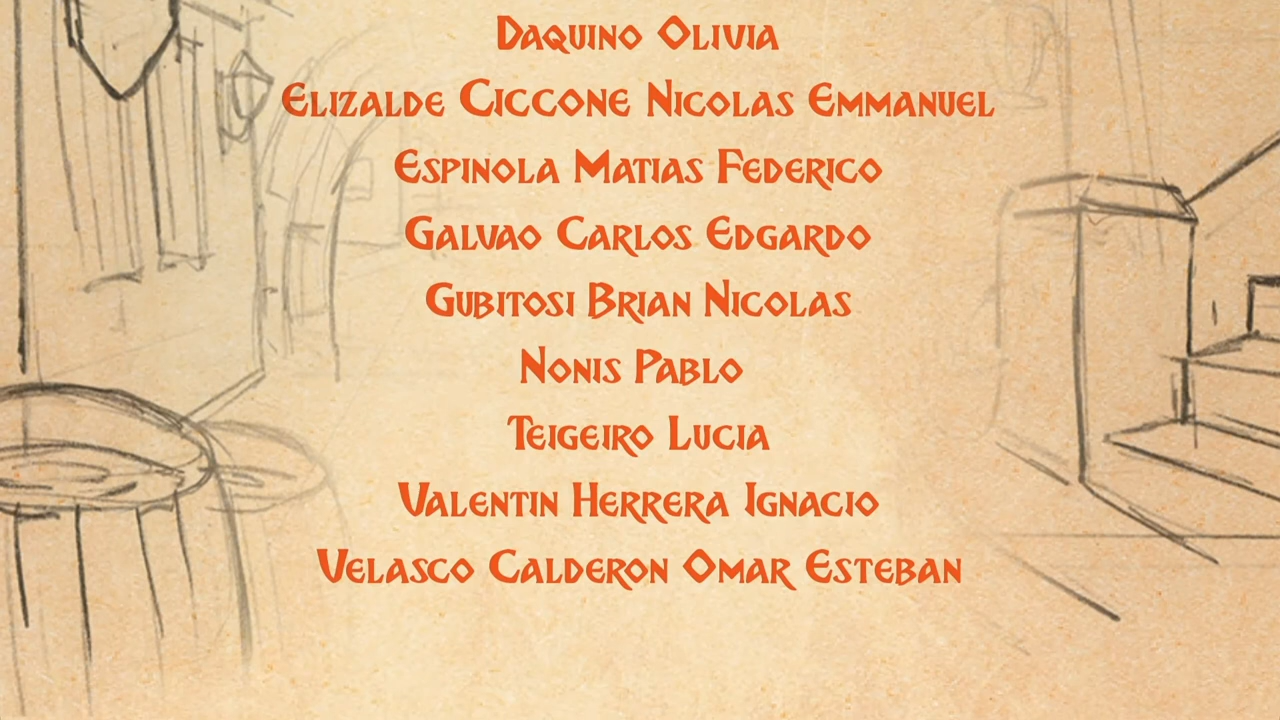 Daquino Olivia
Elizalde Ciccone Nicolas Emmanuel
Espinola Matias Federico
Galvao Carlos Edgardo
Gubitosi Brian Nicolas
Nonis Pablo
Teigeiro Lucia
Valentin Herrera Ignacio
Velasco Calderon Omar Esteban